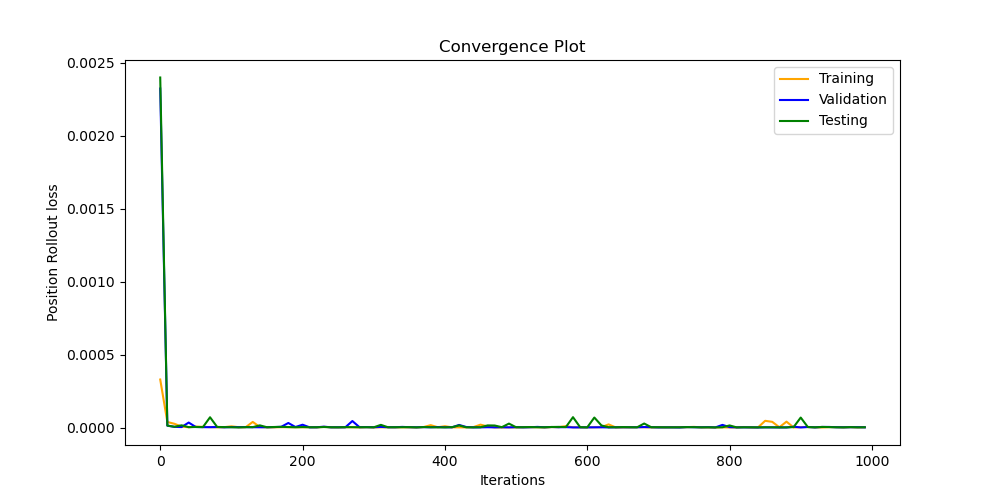 Convergence Plot
0.0025
0.0020
0.0015
0.0010
0.0005
0.0000
Position Rollout loss
Training
Validation
Testing
0
200
400
600
800
1000
Iterations